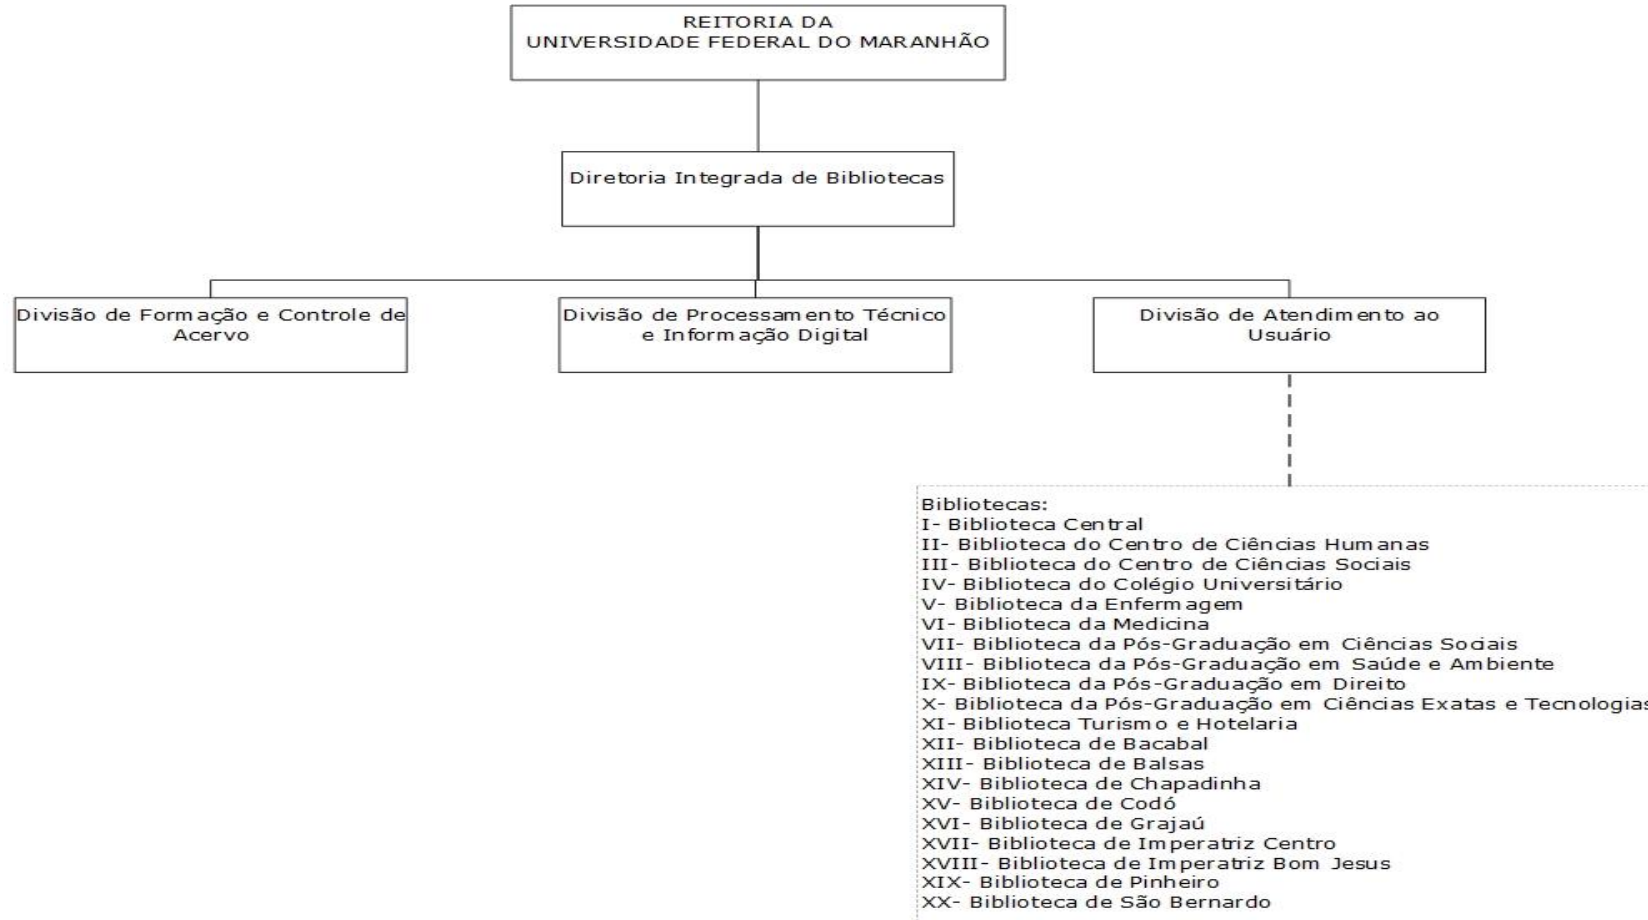 REITORIA DA
UNIVERSIDADE FEDERAL DO MARANHÃO
Diretoria Integrada de Bibliotecas
Divisão de Formação e Controle de
Acervo
Divisão de Processamento Técnico
e Informação Digital
Divisão de Atendimento ao
Usuário
Bibliotecas:
I- Biblioteca Central
II- Biblioteca do Centro de Ciências Humanas
III- Biblioteca do Centro de Ciências Sociais
IV- Biblioteca do Colégio Universitário
V- Biblioteca da Enfermagem
VI- Biblioteca da Medicina
VII- Biblioteca da Pós-Graduação em Ciências Sociais
VIII- Biblioteca da Pós-Graduação em Saúde e Ambiente
IX- Biblioteca da Pós-Graduação em Direito
X- Biblioteca da Pós-Graduação em Ciências Exatas e Tecnologias
XI- Biblioteca Turismo e Hotelaria
XII- Biblioteca de Bacabal
XIII- Biblioteca de Balsas
XIV- Biblioteca de Chapadinha
XV- Biblioteca de Codó
XVI- Biblioteca de Grajaú
XVII- Biblioteca de Imperatriz Centro
XVIII- Biblioteca de Imperatriz Bom Jesus
XIX- Biblioteca de Pinheiro
XX- Biblioteca de São Bernardo